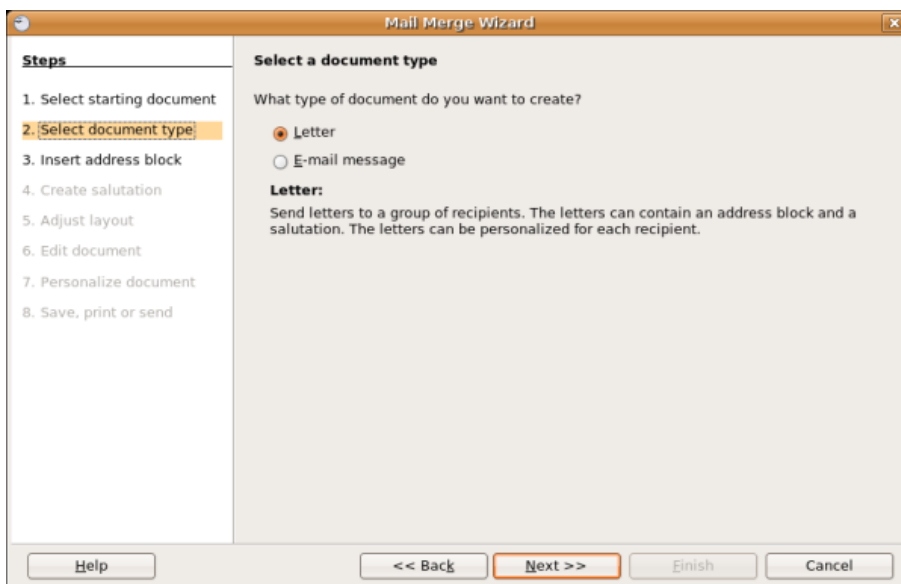 Mail Merge Wizard
Steps
1. Select starting document
2. Select document type
3. Insert address block
4. Create salutation
5. Adjust layout
6. Edit document
7. Personalize document
8. Save, print or send
Select a document type
What type of document do you want to create?
Letter
E-mail message
Letter:
Send letters to a group of recipients. The letters can contain an address block and a
salutation. The letters can be personalized for each recipient.
Help
<< Back
Next >>
Finish
Cancel